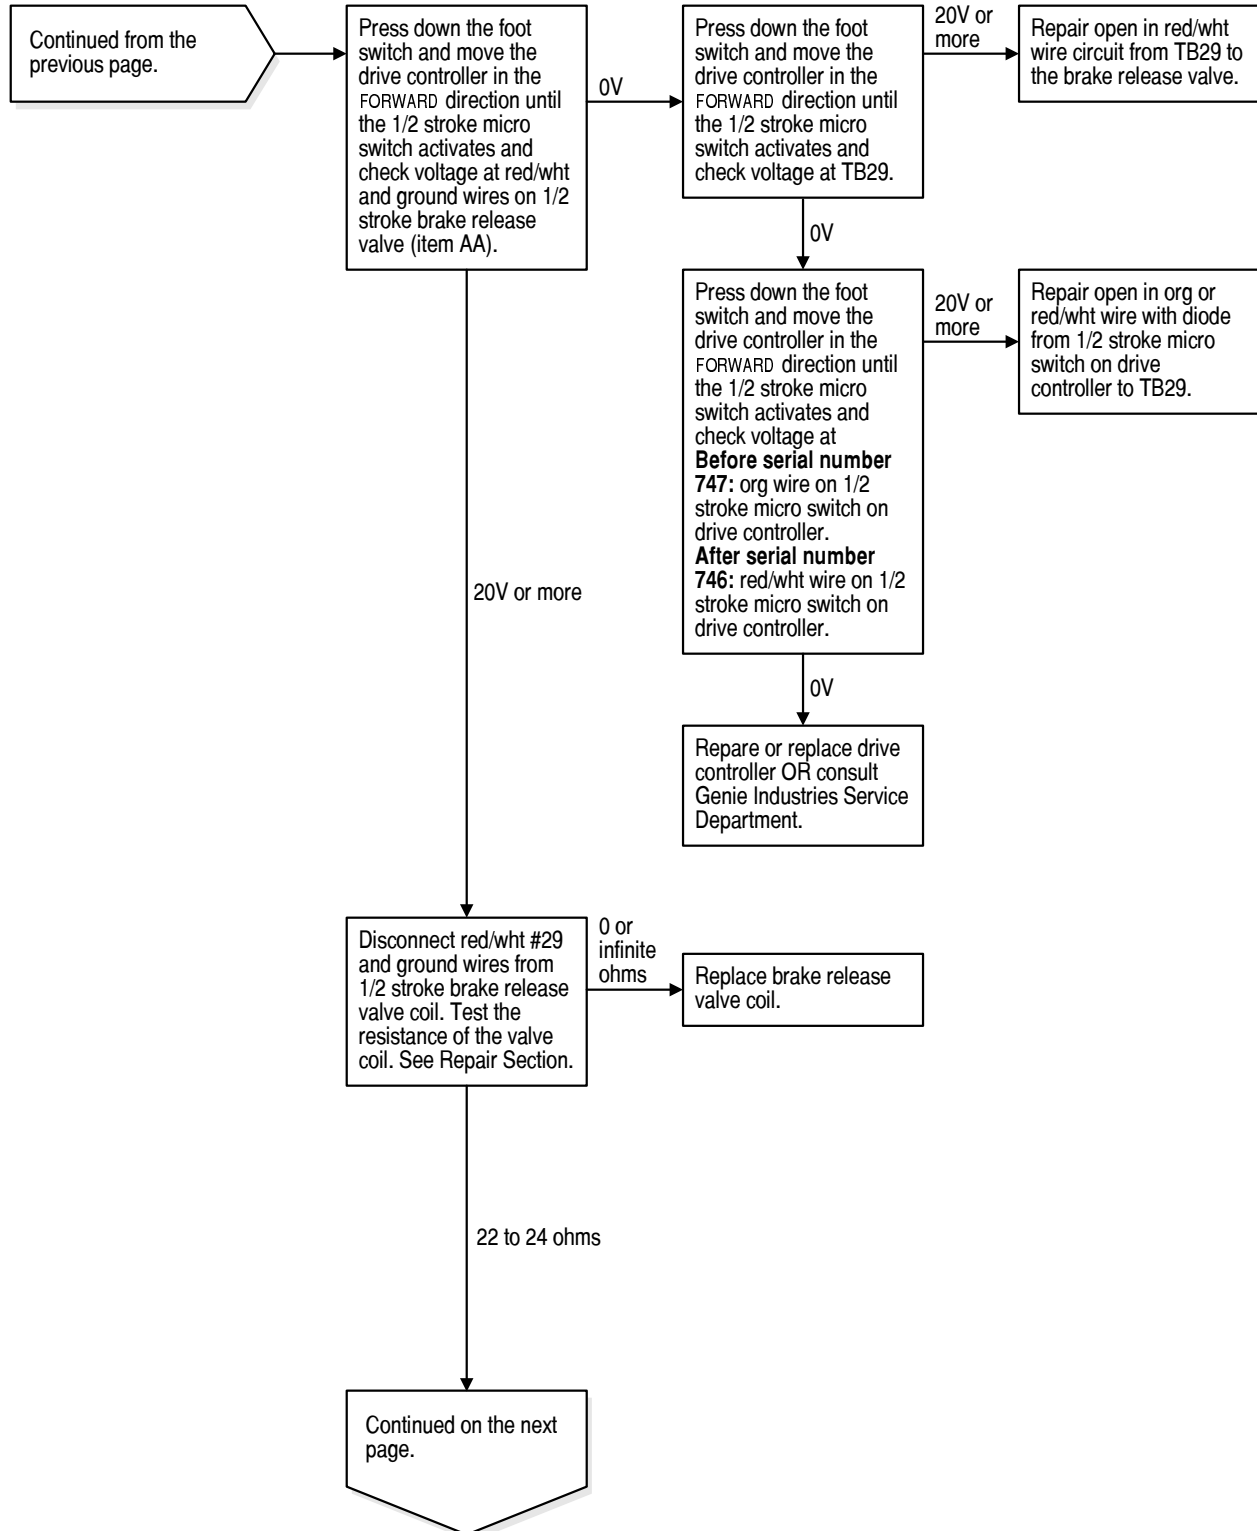 Continued from the
previous page.
Press down the foot
switch and move the
drive controller in the
FORWARD direction until
the 1/2 stroke micro
switch activates and
check voltage at red/wht
and ground wires on 1/2
stroke brake release
valve (item AA).
0V
Press down the foot
switch and move the
drive controller in the
FORWARD direction until
the 1/2 stroke micro
switch activates and
check voltage at TB29.
20V or
more
Repair open in red/wht
wire circuit from TB29 to
the brake release valve.
0V
Press down the foot
switch and move the
drive controller in the
FORWARD direction until
the 1/2 stroke micro
switch activates and
check voltage at
Before serial number
747: org wire on 1/2
stroke micro switch on
drive controller.
After serial number
746: red/wht wire on 1/2
stroke micro switch on
drive controller.
20V or
more
Repair open in org or
red/wht wire with diode
from 1/2 stroke micro
switch on drive
controller to TB29.
0V
Repare or replace drive
controller OR consult
Genie Industries Service
Department.
20V or more
Disconnect red/wht #29
and ground wires from
1/2 stroke brake release
valve coil. Test the
resistance of the valve
coil. See Repair Section.
0 or
infinite
ohms
Replace brake release
valve coil.
22 to 24 ohms
Continued on the next
page.